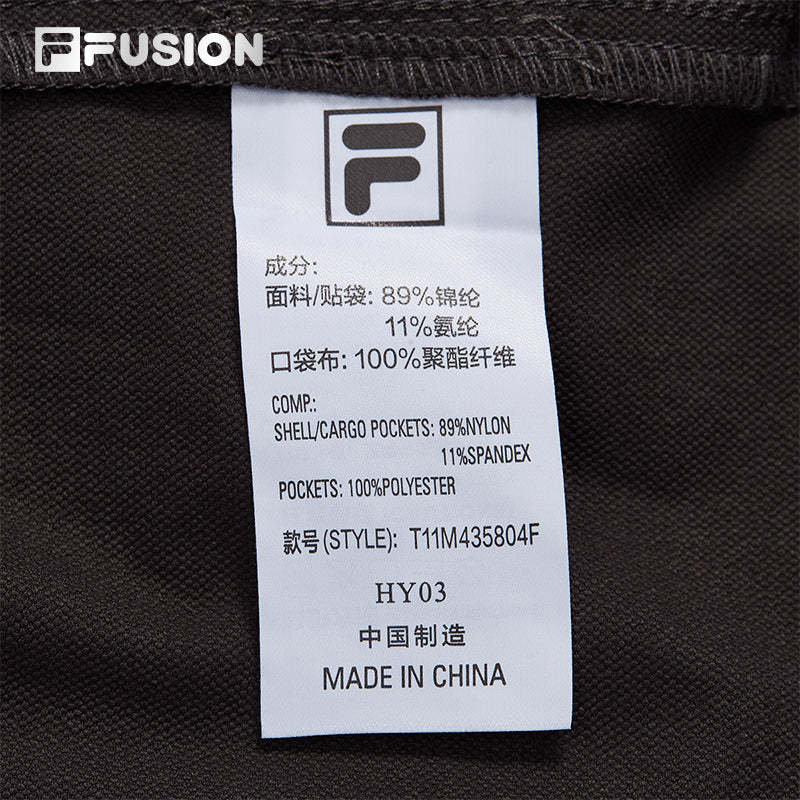 F FUSION
F
成分:
面料/贴袋: 89%锦纶
11%氨纶
口袋布: 100%聚酯纤维
COMP.:
SHELL/CARGO POCKETS: 89%NYLON
11%SPANDEX
POCKETS: 100%POLYESTER
款号(STYLE): T11M435804F
HY03
中国制造
MADE IN CHINA